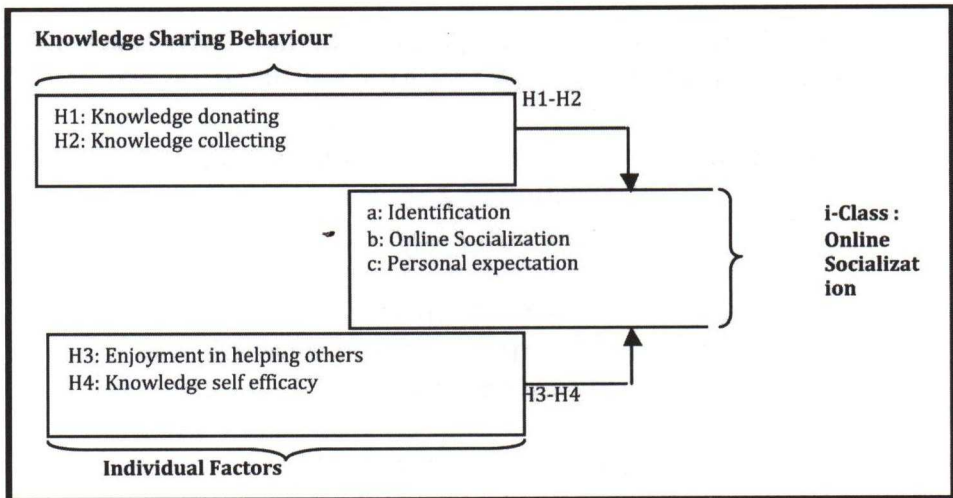 Knowledge Sharing Behaviour
H1-H2
H1: Knowledge donating
H2: Knowledge collecting
a: Identification
b: Online Socialization
c: Personal expectation
i-Class :
Online
Socializat
ion
H3: Enjoyment in helping others
H4: Knowledge self efficacy
H3-H4
Individual Factors